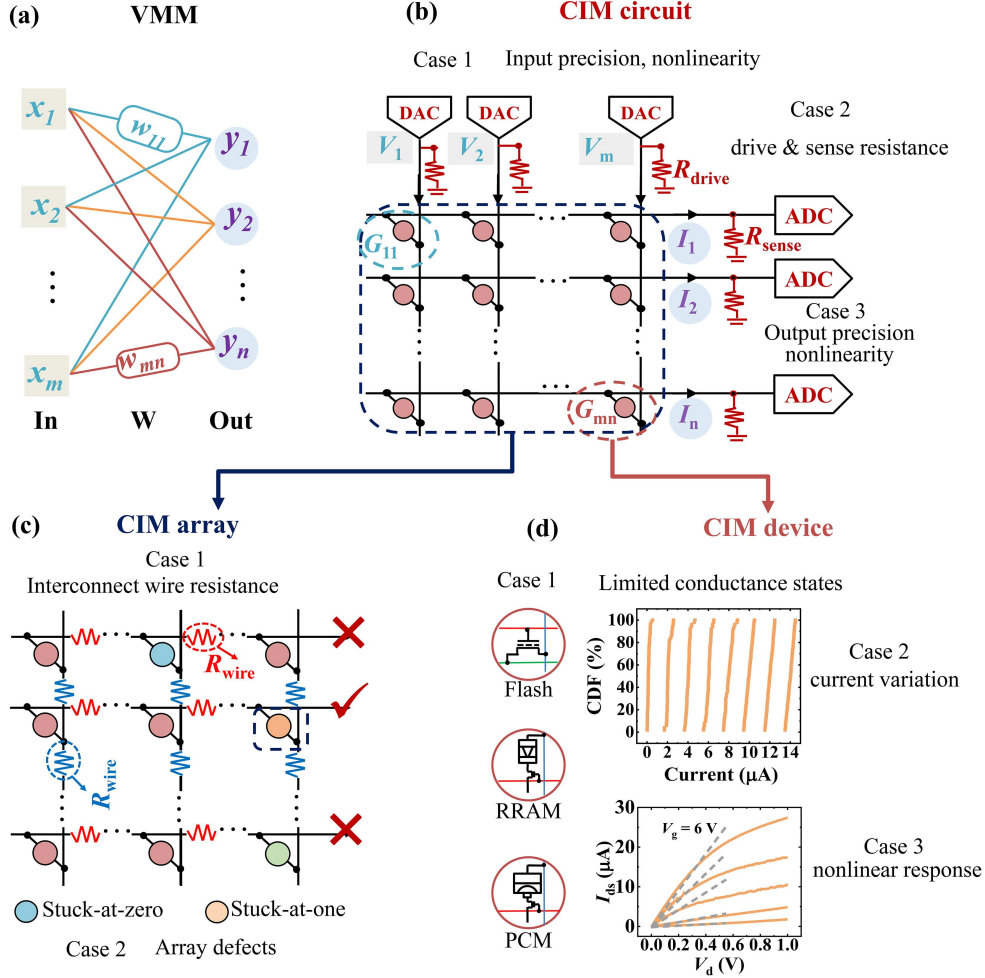 (a)
VMM
x1
x2
⋮
xm
w11
wmn
y1
y2
⋮
yn
In
W
Out
(b)
CIM circuit
Case 1
Input precision, nonlinearity
DAC
DAC
DAC
Case 2
drive & sense resistance
V1
V2
Vm
Rdrive
G11
...
I1
Rsense
ADC
...
I2
ADC
Case 3
Output precision
nonlinearity
...
Gmn
In
ADC
(c)
CIM array
Case 1
Interconnect wire resistance
Rwire
Rwire
Stuck-at-zero
Stuck-at-one
Case 2
Array defects
(d)
CIM device
Case 1
Limited conductance states
Flash
RRAM
PCM
CDF (%)
100
80
60
40
20
0
0 2 4 6 8 10 12 14
Current (μA)
Case 2
current variation
Ids (μA)
30
20
10
0
Vg = 6 V
0.0 0.2 0.4 0.6 0.8 1.0
Vd (V)
Case 3
nonlinear response